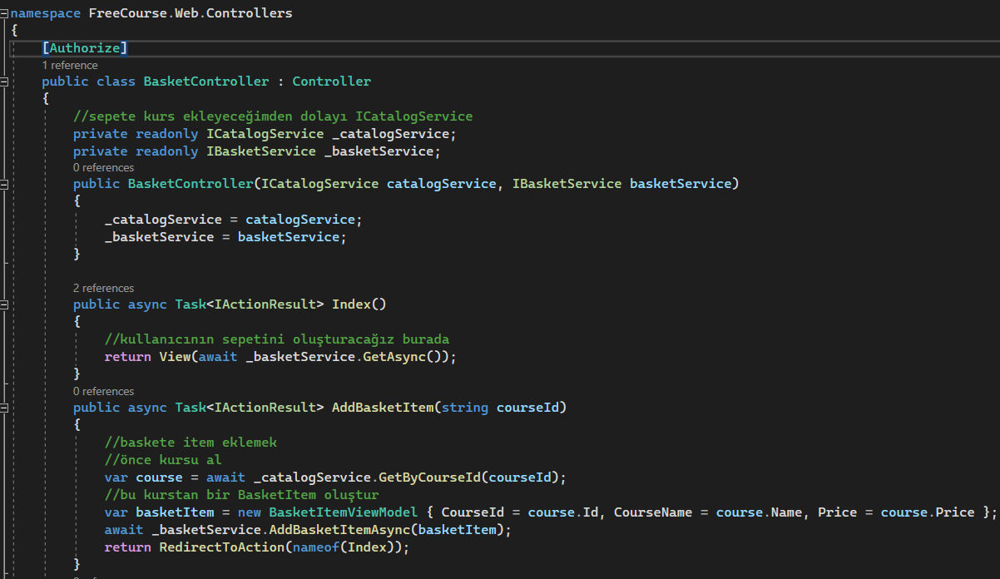 namespace FreeCourse.Web.Controllers
{
[Authorize]
1 reference
public class BasketController : Controller
{
//sepete kurs ekleyeceğimden dolayı ICatalogService
private readonly ICatalogService _catalogService;
private readonly IBasketService _basketService;
0 references
public BasketController(ICatalogService catalogService, IBasketService basketService)
{
_catalogService = catalogService;
_basketService = basketService;
}
2 references
public async Task<IActionResult> Index()
{
//kullanıcının sepetini oluşturacağız burada
return View(await _basketService.GetAsync());
}
0 references
public async Task<IActionResult> AddBasketItem(string courseId)
{
//baskete item eklemek
//önce kursu al
var course = await _catalogService.GetByCourseId(courseId);
//bu kurstan bir BasketItem oluştur
var basketItem = new BasketItemViewModel { CourseId = course.Id, CourseName = course.Name, Price = course.Price };
await _basketService.AddBasketItemAsync(basketItem);
return RedirectToAction(nameof(Index));
}